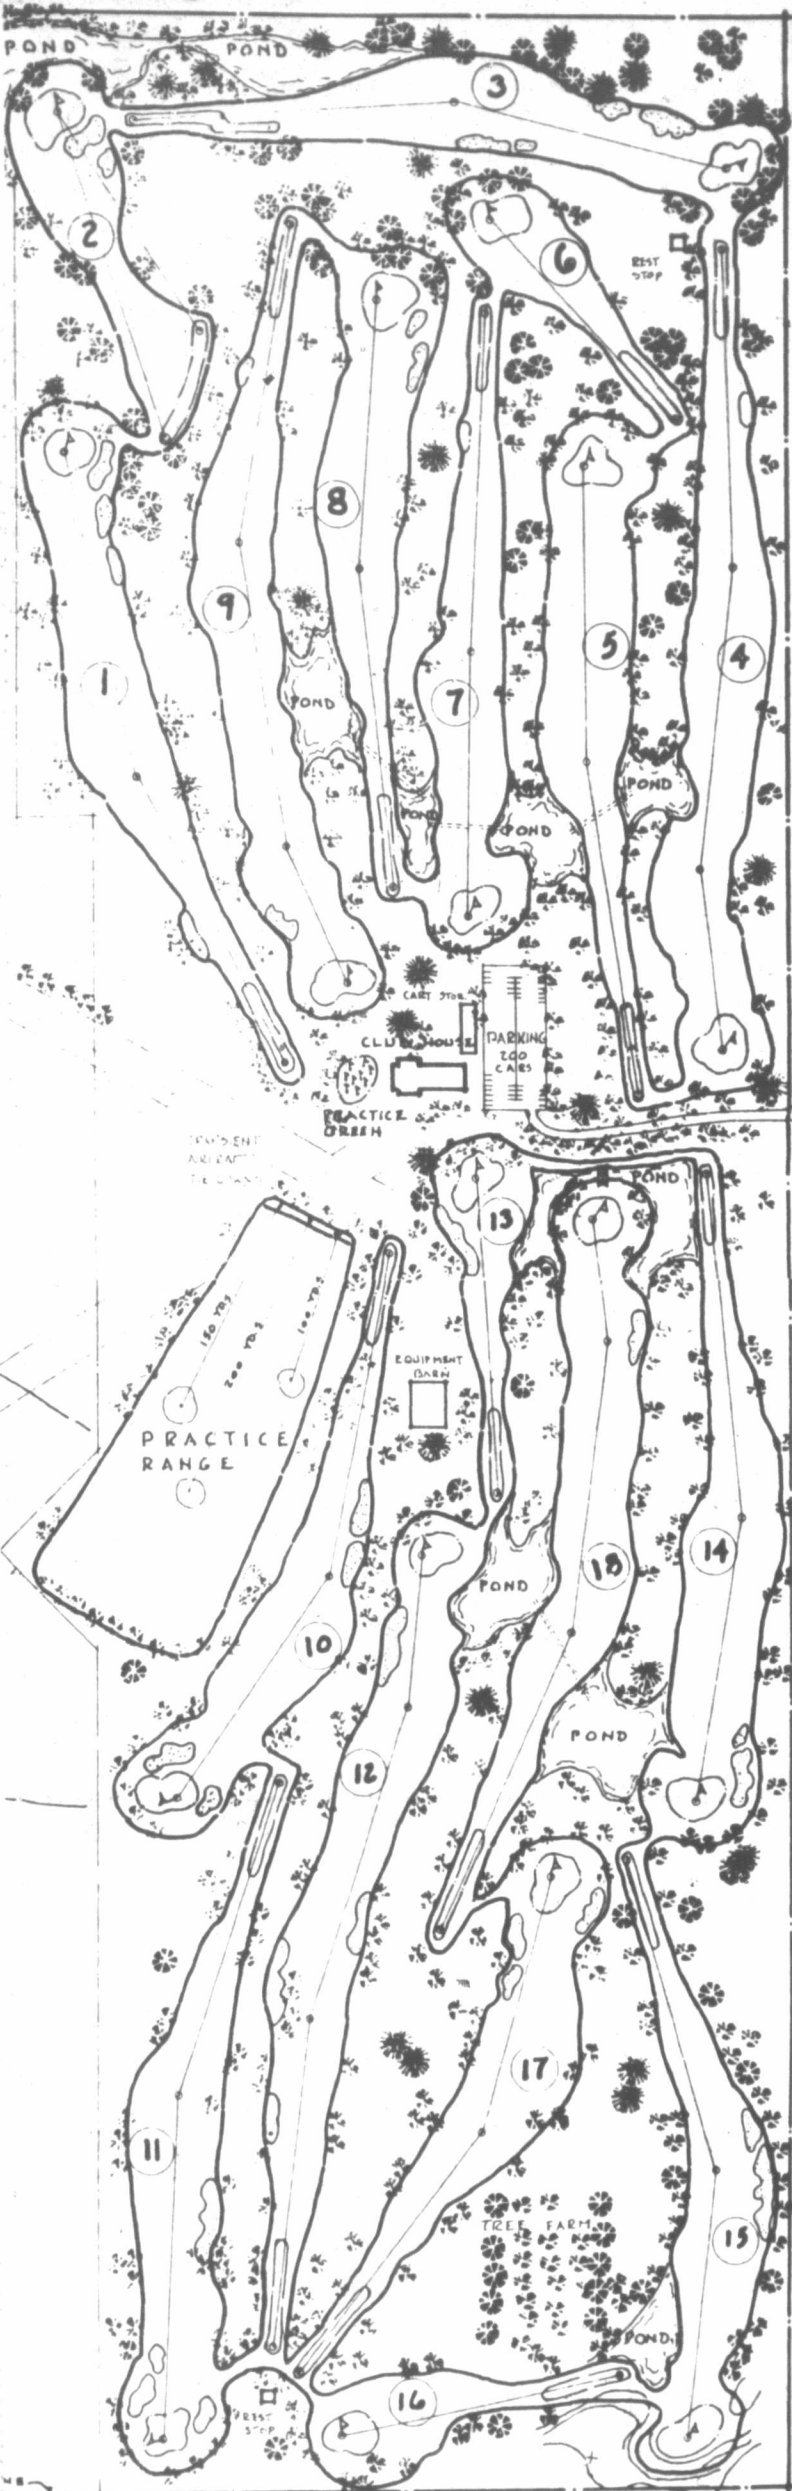 POND
POND
3
2
6
REST
STOP
8
9
5
4
1
POND
7
POND
POND
POND
CART STOR.
CLUB HOUSE
PARKING
200
CARS
PRACTICE
GREEN
TRANSIENT
AIRCRAFT
POND
13
150 YDS
200 YDS
100 YDS
EQUIPMENT
BARN
PRACTICE
RANGE
18
14
POND
10
POND
12
17
11
TREE FARM
15
POND
16
REST
STOP